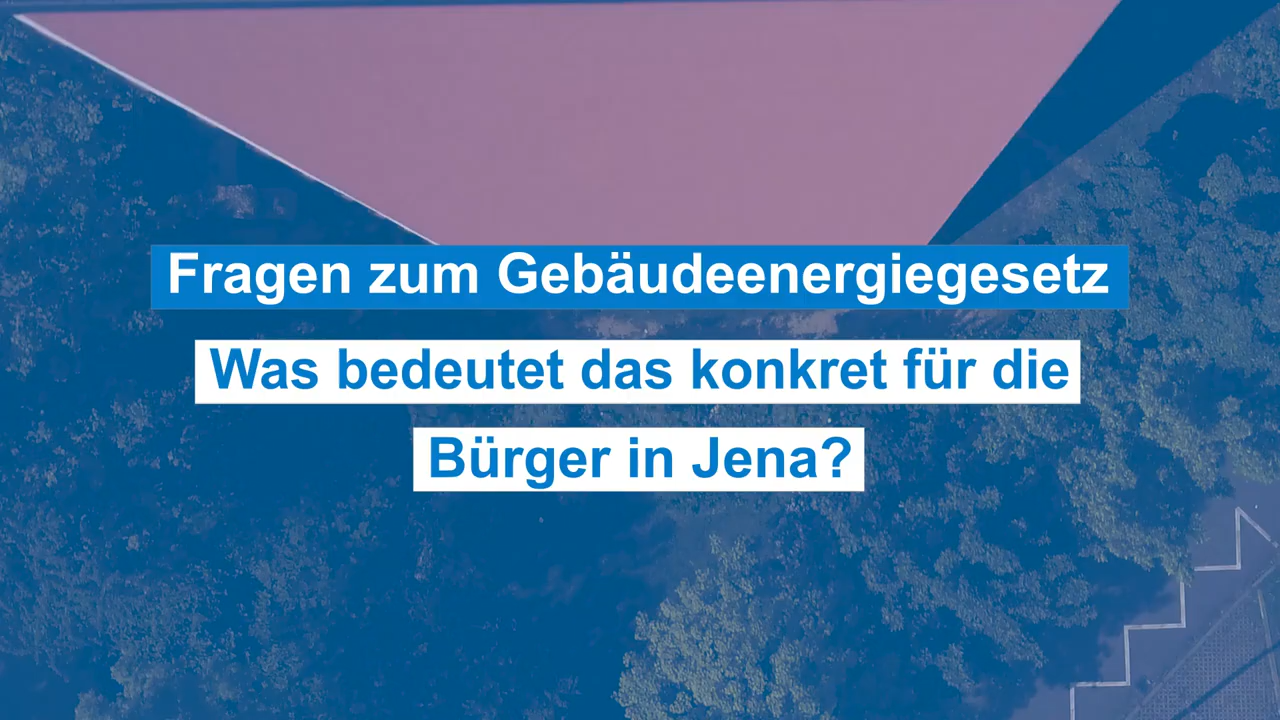 Fragen zum Gebäudeenergiegesetz
Was bedeutet das konkret für die
Bürger in Jena?